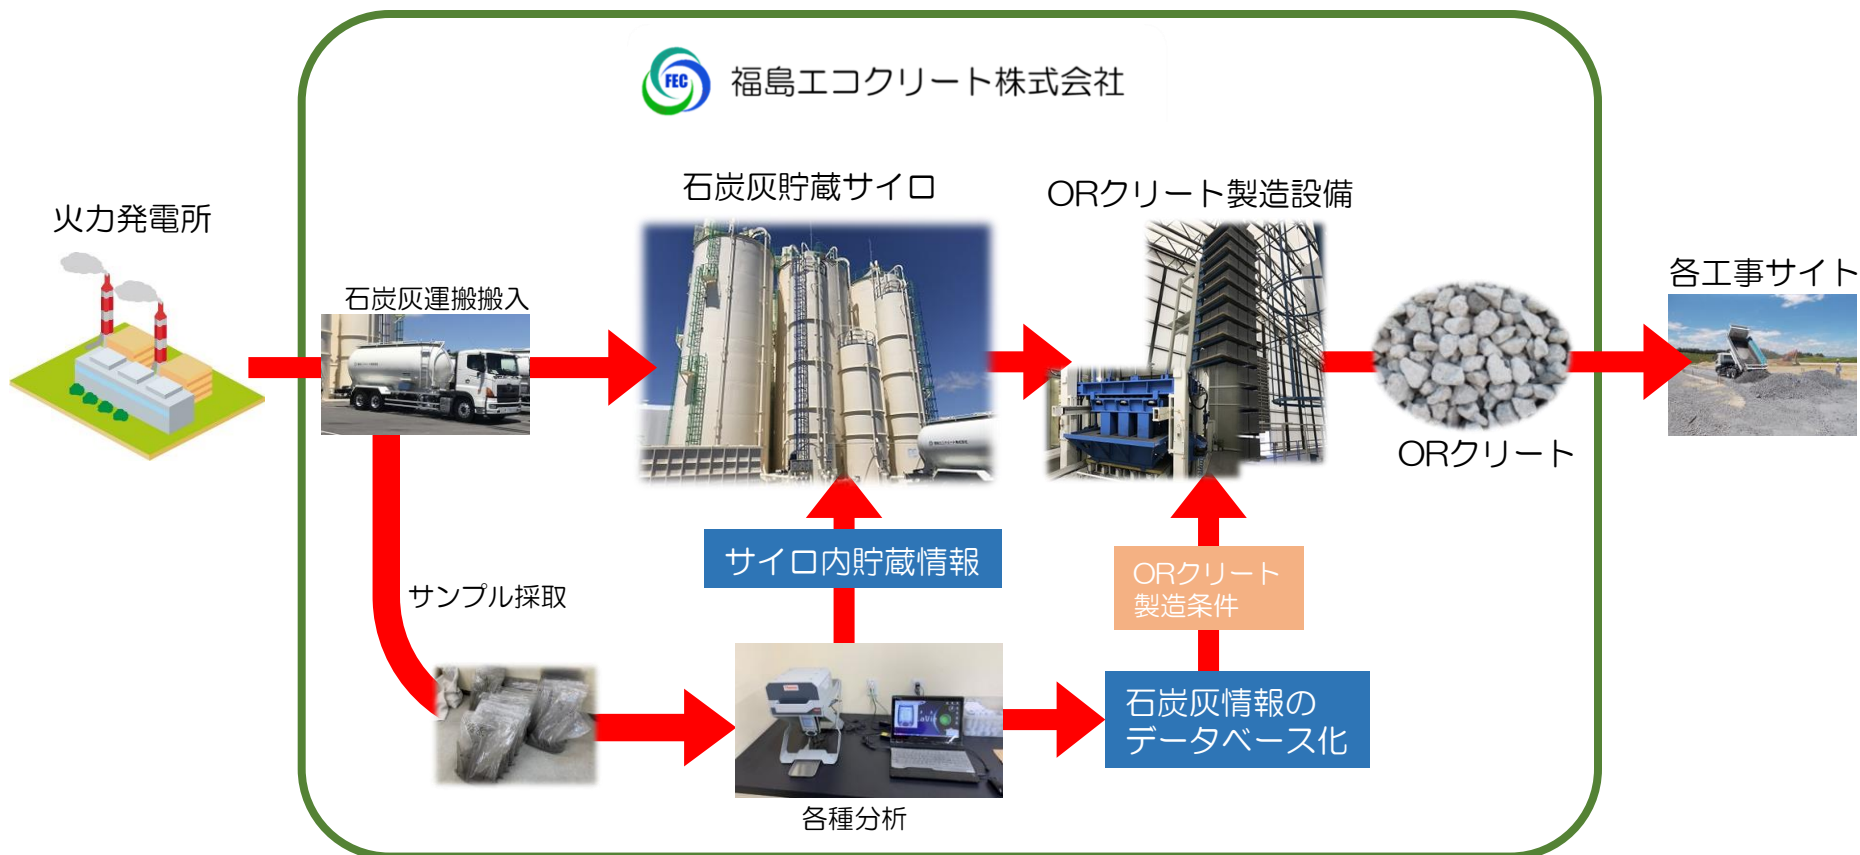 FEC
福島エコクリート株式会社
火力発電所
石炭灰運搬搬入
石炭灰貯蔵サイロ
ORクリート製造設備
ORクリート
各工事サイト
サンプル採取
サイロ内貯蔵情報
ORクリート
製造条件
各種分析
石炭灰情報の
データベース化